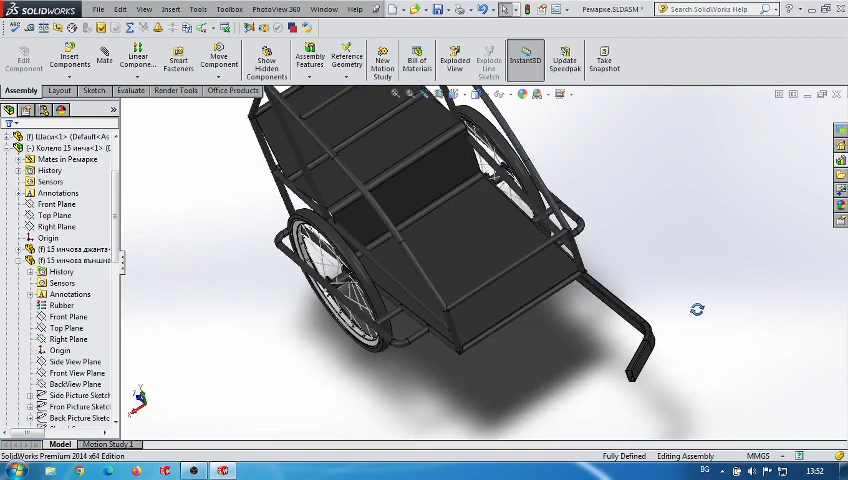 SOLIDWORKS File Edit View Insert Tools PhotoView 360 Window Help Ремарке.SLDASM * Search SolidWorks Help
Edit Component
Insert Components
Mate
Linear Compone...
Smart Fasteners
Move Component
Show Hidden Components
Assembly Features
Reference Geometry
New Motion Study
Bill of Materials
Exploded View
Explode Line Sketch
Instant3D
Update Speedpak
Take Snapshot
Assembly Layout Sketch Evaluate Render Tools Office Products
(f) Шаси<1> (Default<As
(-) Колело 15 инча<1> (D
Mates in Ремарке
History
Sensors
Annotations
Front Plane
Top Plane
Right Plane
Origin
(f) 15 инчова джанта
(f) 15 инчова външна
History
Sensors
Annotations
Rubber
Front Plane
Top Plane
Right Plane
Origin
Side View Plane
Front View Plane
BackView Plane
Side Picture Sketch
Fron Picture Sketc
Back Picture Sketc
Y
Z
X
Model Motion Study 1
SolidWorks Premium 2014 x64 Edition Fully Defined Editing Assembly MMGS
BG 13:52